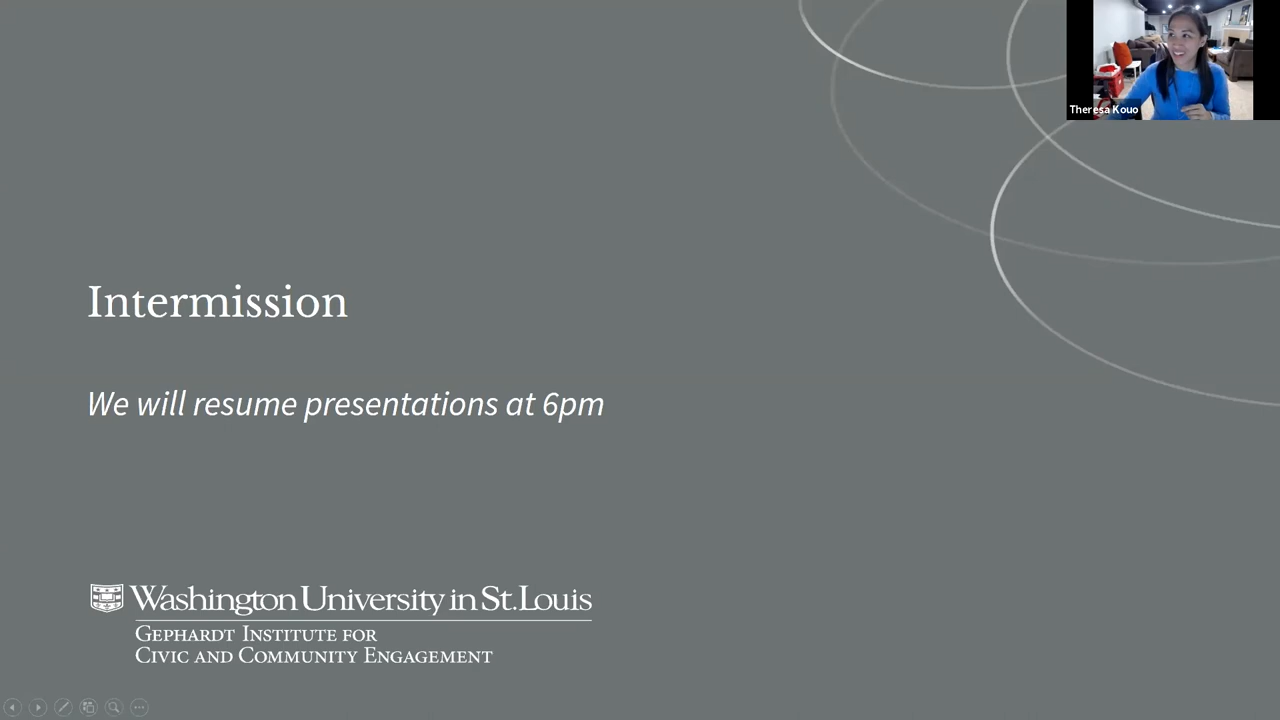 Theresa Kouo
Intermission
We will resume presentations at 6pm
Washington University in St. Louis
Gephardt Institute for
Civic and Community Engagement